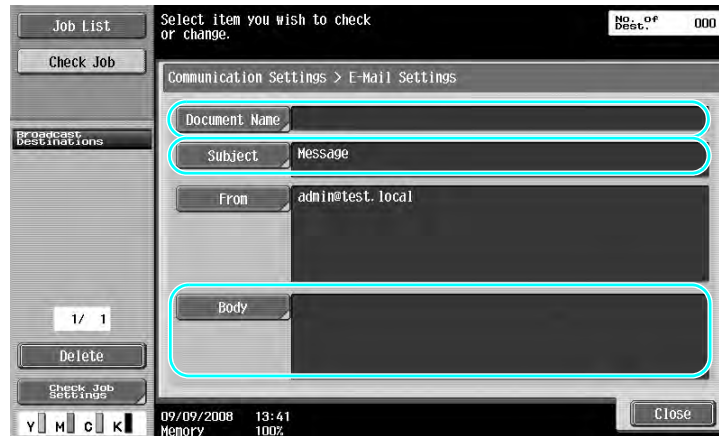 Job List
Check Job
Select item you wish to check
or change.
No. of
Dest.
000
Communication Settings > E-Mail Settings
Document Name
Broadcast
Destinations
Subject
Message
From
admin@test.local
Body
1/ 1
Delete
Check Job
Settings
Close
Y M C K
09/09/2008 13:41
Memory 100%